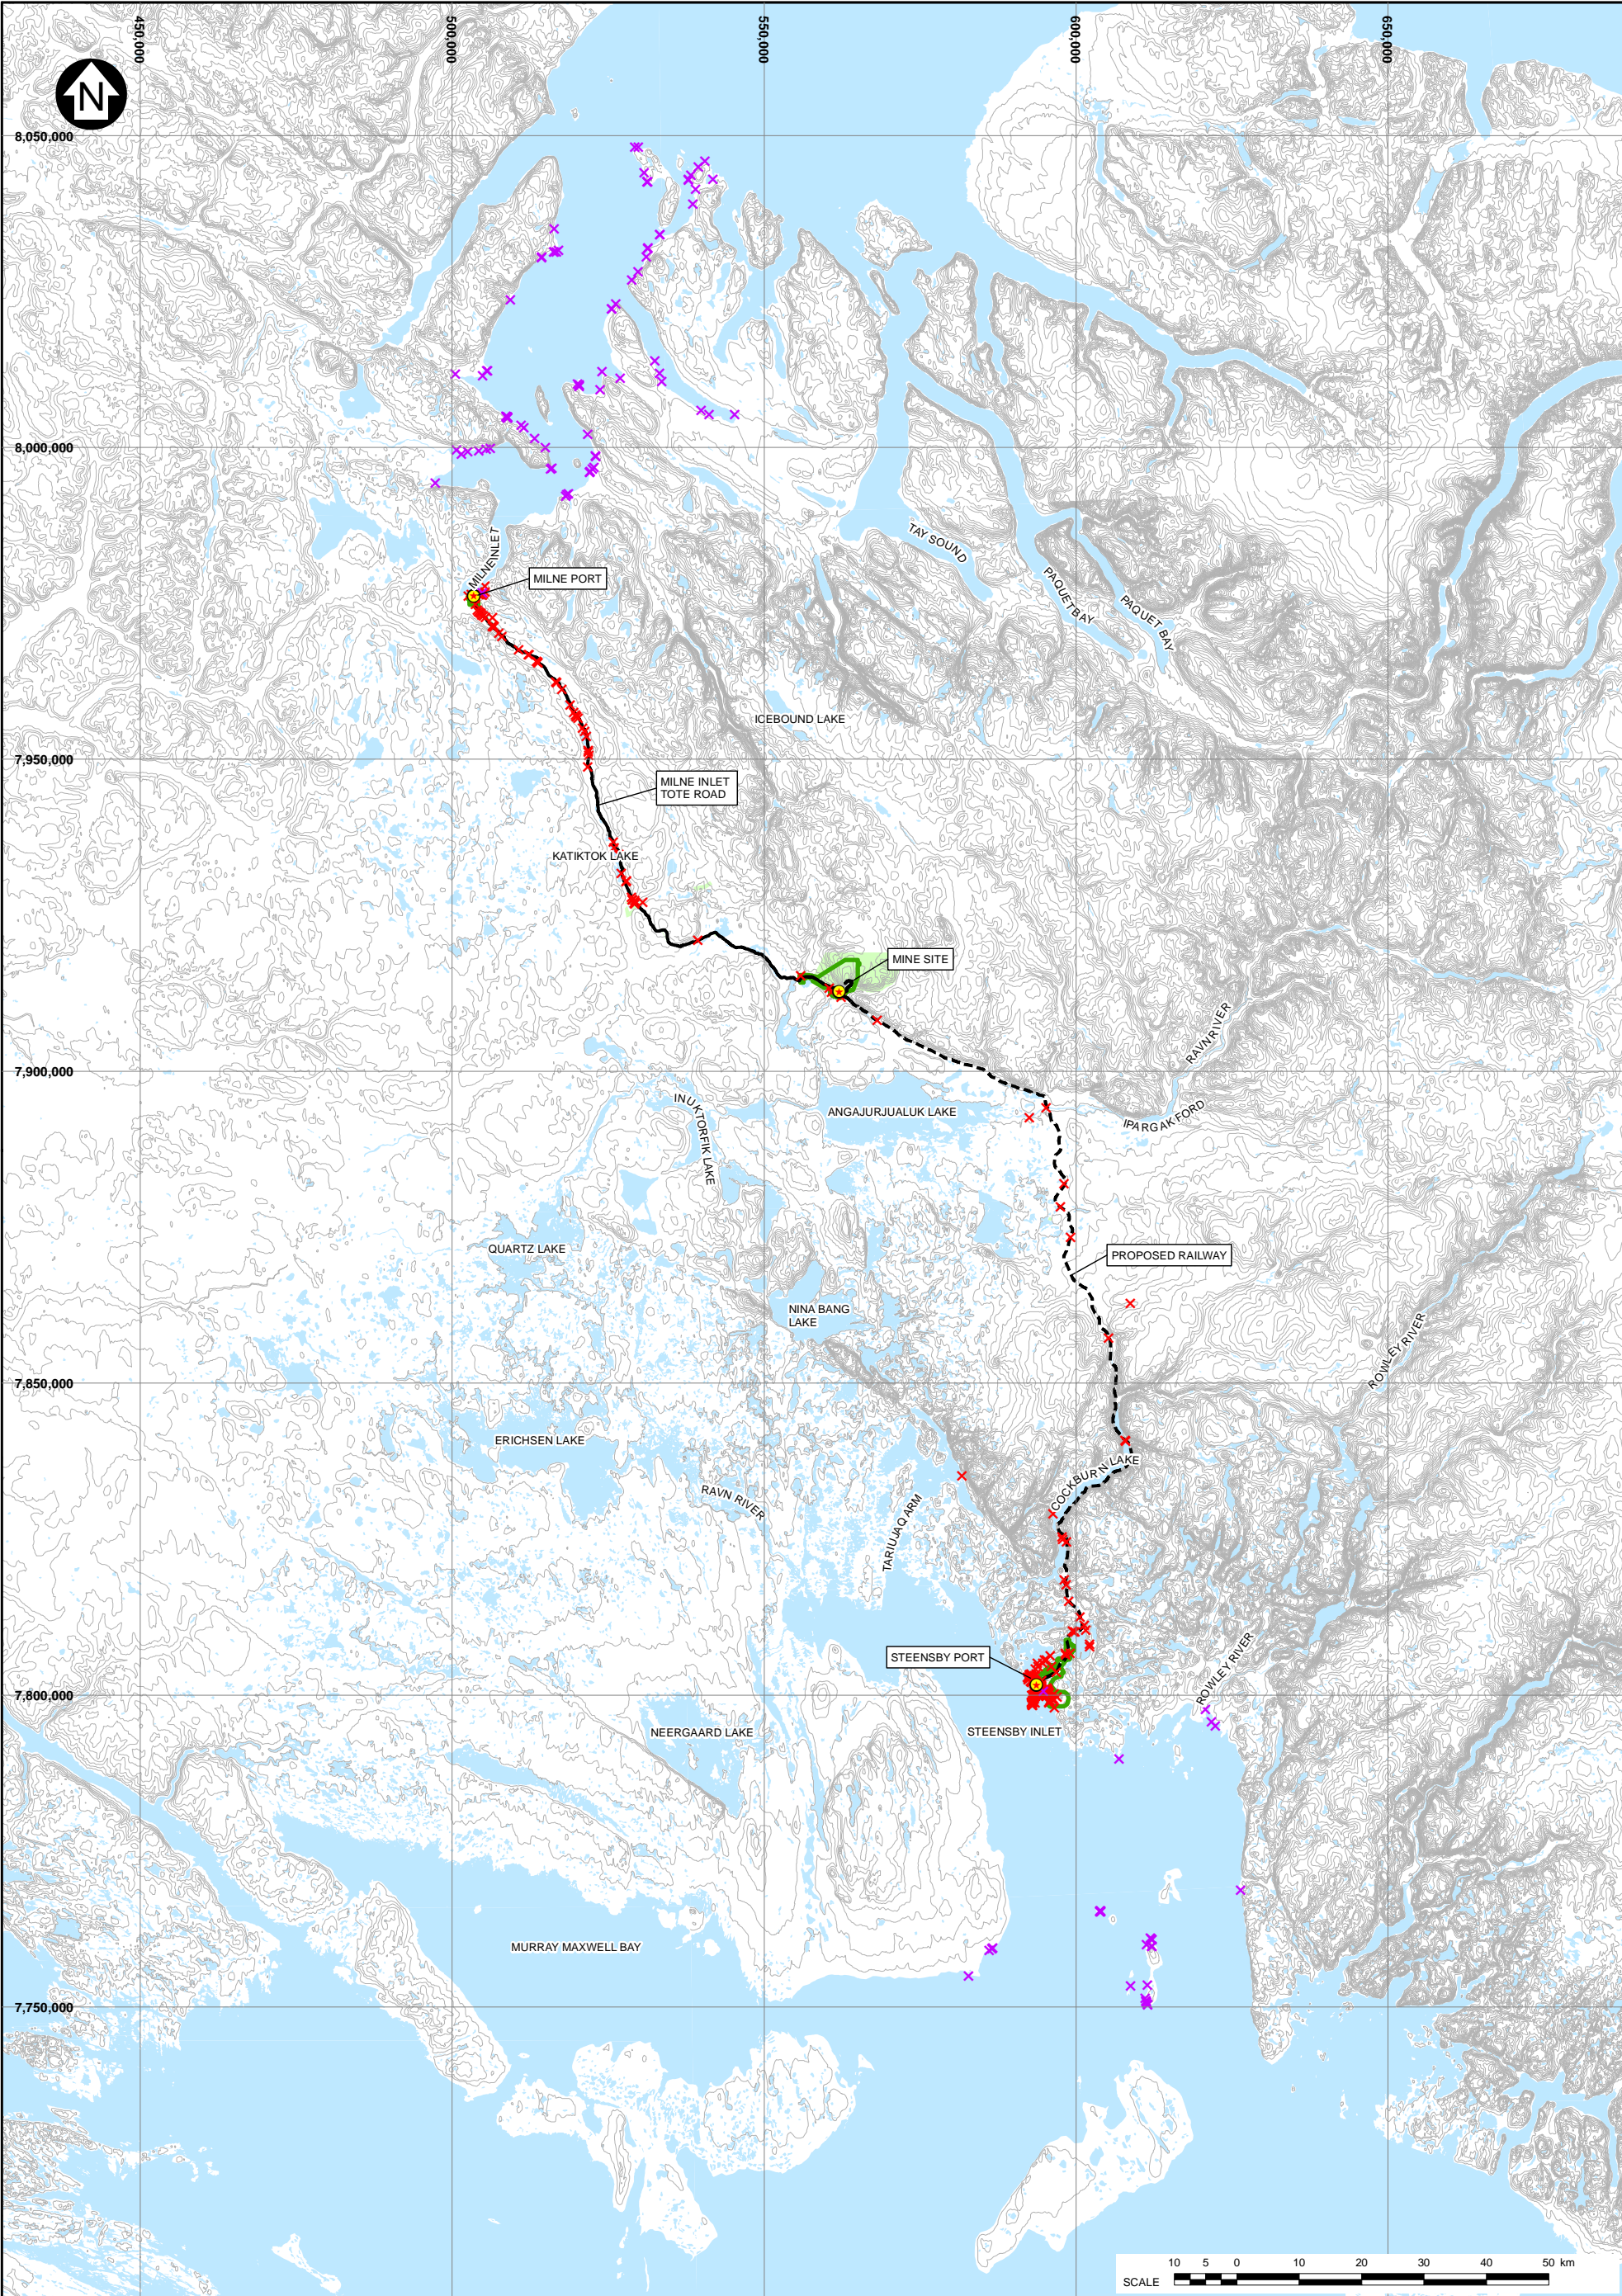 450,000
500,000
550,000
600,000
650,000
N
8,050,000
8,000,000
MILNE INLET
MILNE PORT
TAY SOUND
PAQUET BAY
PAQUET BAY
ICEBOUND LAKE
7,950,000
MILNE INLET
TOTE ROAD
KATIKTOK LAKE
MINE SITE
RAVN RIVER
7,900,000
INUKTORFIK LAKE
ANGAJURJUALUK LAKE
IPARGAK FORD
QUARTZ LAKE
PROPOSED RAILWAY
NINA BANG
LAKE
ROWLEY RIVER
7,850,000
ERICHSEN LAKE
COCKBURN LAKE
RAVN RIVER
TARIUJAQ ARM
STEENSBY PORT
ROWLEY RIVER
7,800,000
NEERGAARD LAKE
STEENSBY INLET
MURRAY MAXWELL BAY
7,750,000
10 5 0 10 20 30 40 50 km
SCALE